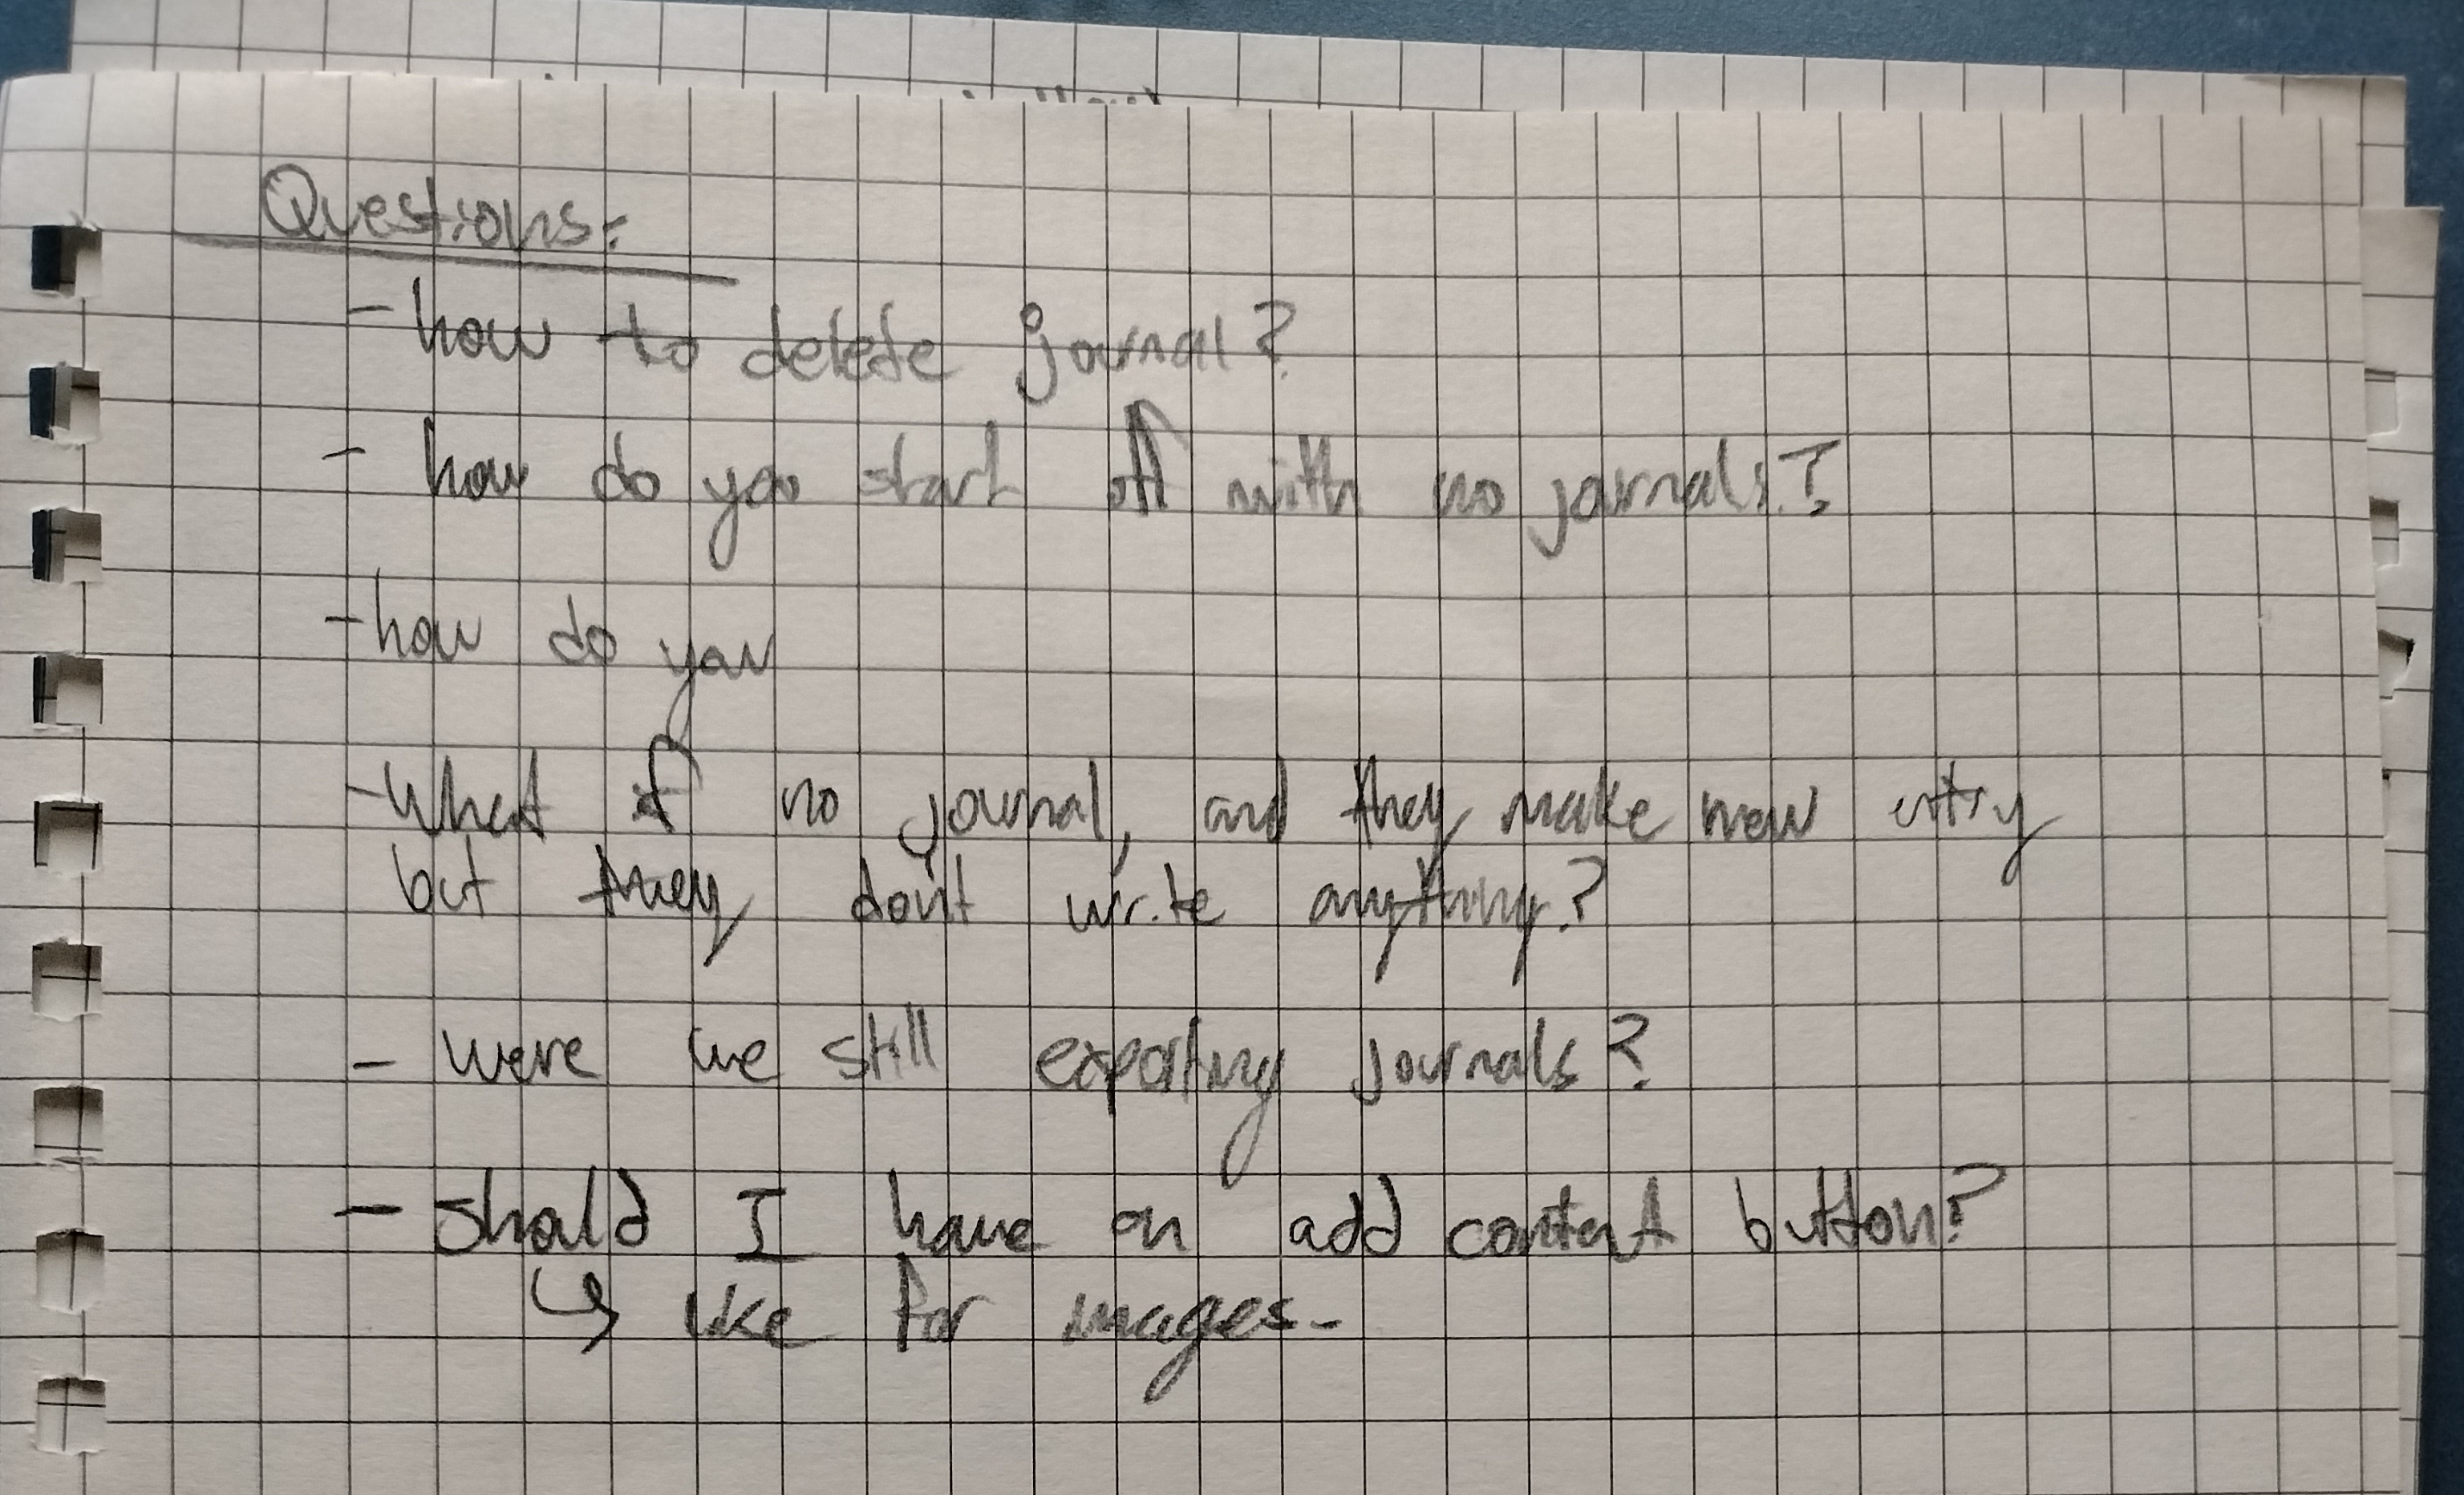 Questions:
- how to delete journal?
- how do you start off with no journals?
- how do you
- What if no journal, and they make new entry
but they don't write anything?
- were we still exporting journals?
- should I have an add content button?
↳ like for images-